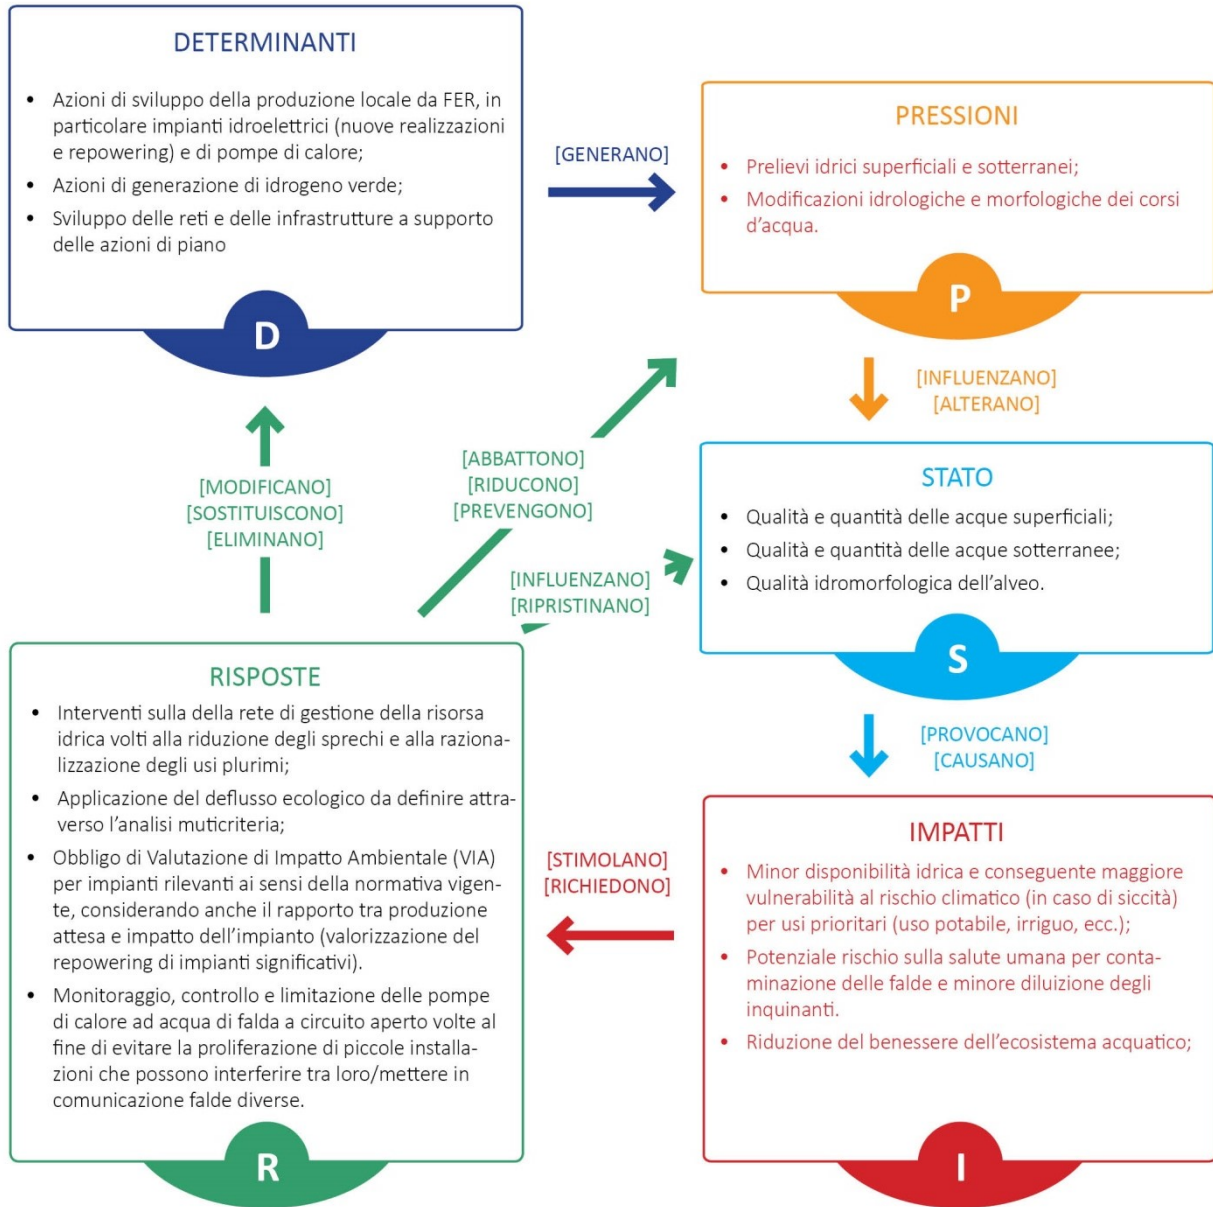 DETERMINANTI
• Azioni di sviluppo della produzione locale da FER, in
particolare impianti idroelettrici (nuove realizzazioni
e repowering) e di pompe di calore;
• Azioni di generazione di idrogeno verde;
• Sviluppo delle reti e delle infrastrutture a supporto
delle azioni di piano
D
[GENERANO]
PRESSIONI
• Prelievi idrici superficiali e sotterranei;
• Modificazioni idrologiche e morfologiche dei corsi
d’acqua.
P
[INFLUENZANO]
[ALTERANO]
[MODIFICANO]
[SOSTITUISCONO]
[ELIMINANO]
[ABBATTONO]
[RIDUCONO]
[PREVENGONO]
[INFLUENZANO]
[RIPRISTINANO]
STATO
• Qualità e quantità delle acque superficiali;
• Qualità e quantità delle acque sotterranee;
• Qualità idromorfologica dell’alveo.
S
[PROVOCANO]
[CAUSANO]
RISPOSTE
• Interventi sulla della rete di gestione della risorsa
idrica volti alla riduzione degli sprechi e alla raziona-
lizzazione degli usi plurimi;
• Applicazione del deflusso ecologico da definire attra-
verso l’analisi muticriteria;
• Obbligo di Valutazione di Impatto Ambientale (VIA)
per impianti rilevanti ai sensi della normativa vigen-
te, considerando anche il rapporto tra produzione
attesa e impatto dell’impianto (valorizzazione del
repowering di impianti significativi).
• Monitoraggio, controllo e limitazione delle pompe
di calore ad acqua di falda a circuito aperto volte al
fine di evitare la proliferazione di piccole installa-
zioni che possono interferire tra loro/mettere in
comunicazione falde diverse.
R
[STIMOLANO]
[RICHIEDONO]
IMPATTI
• Minor disponibilità idrica e conseguente maggiore
vulnerabilità al rischio climatico (in caso di siccità)
per usi prioritari (uso potabile, irriguo, ecc.);
• Potenziale rischio sulla salute umana per conta-
minazione delle falde e minore diluizione degli
inquinanti.
• Riduzione del benessere dell’ecosistema acquatico;
I